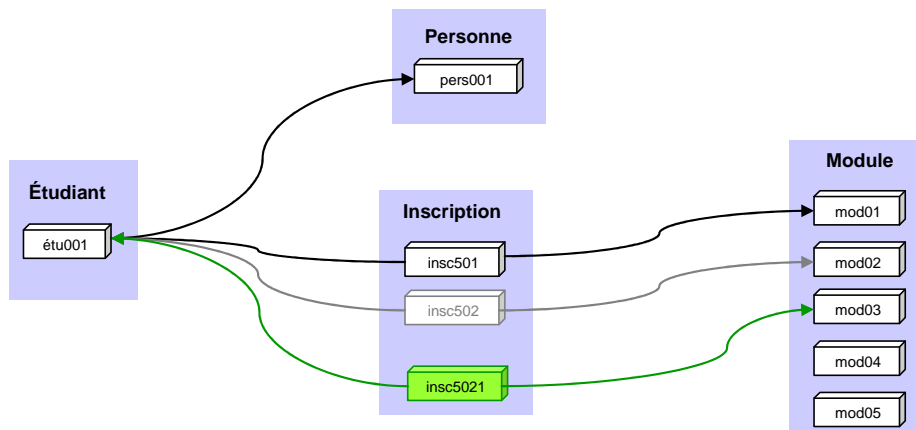 Personne
pers001
Étudiant
étu001
Inscription
insc501
insc502
insc5021
Module
mod01
mod02
mod03
mod04
mod05